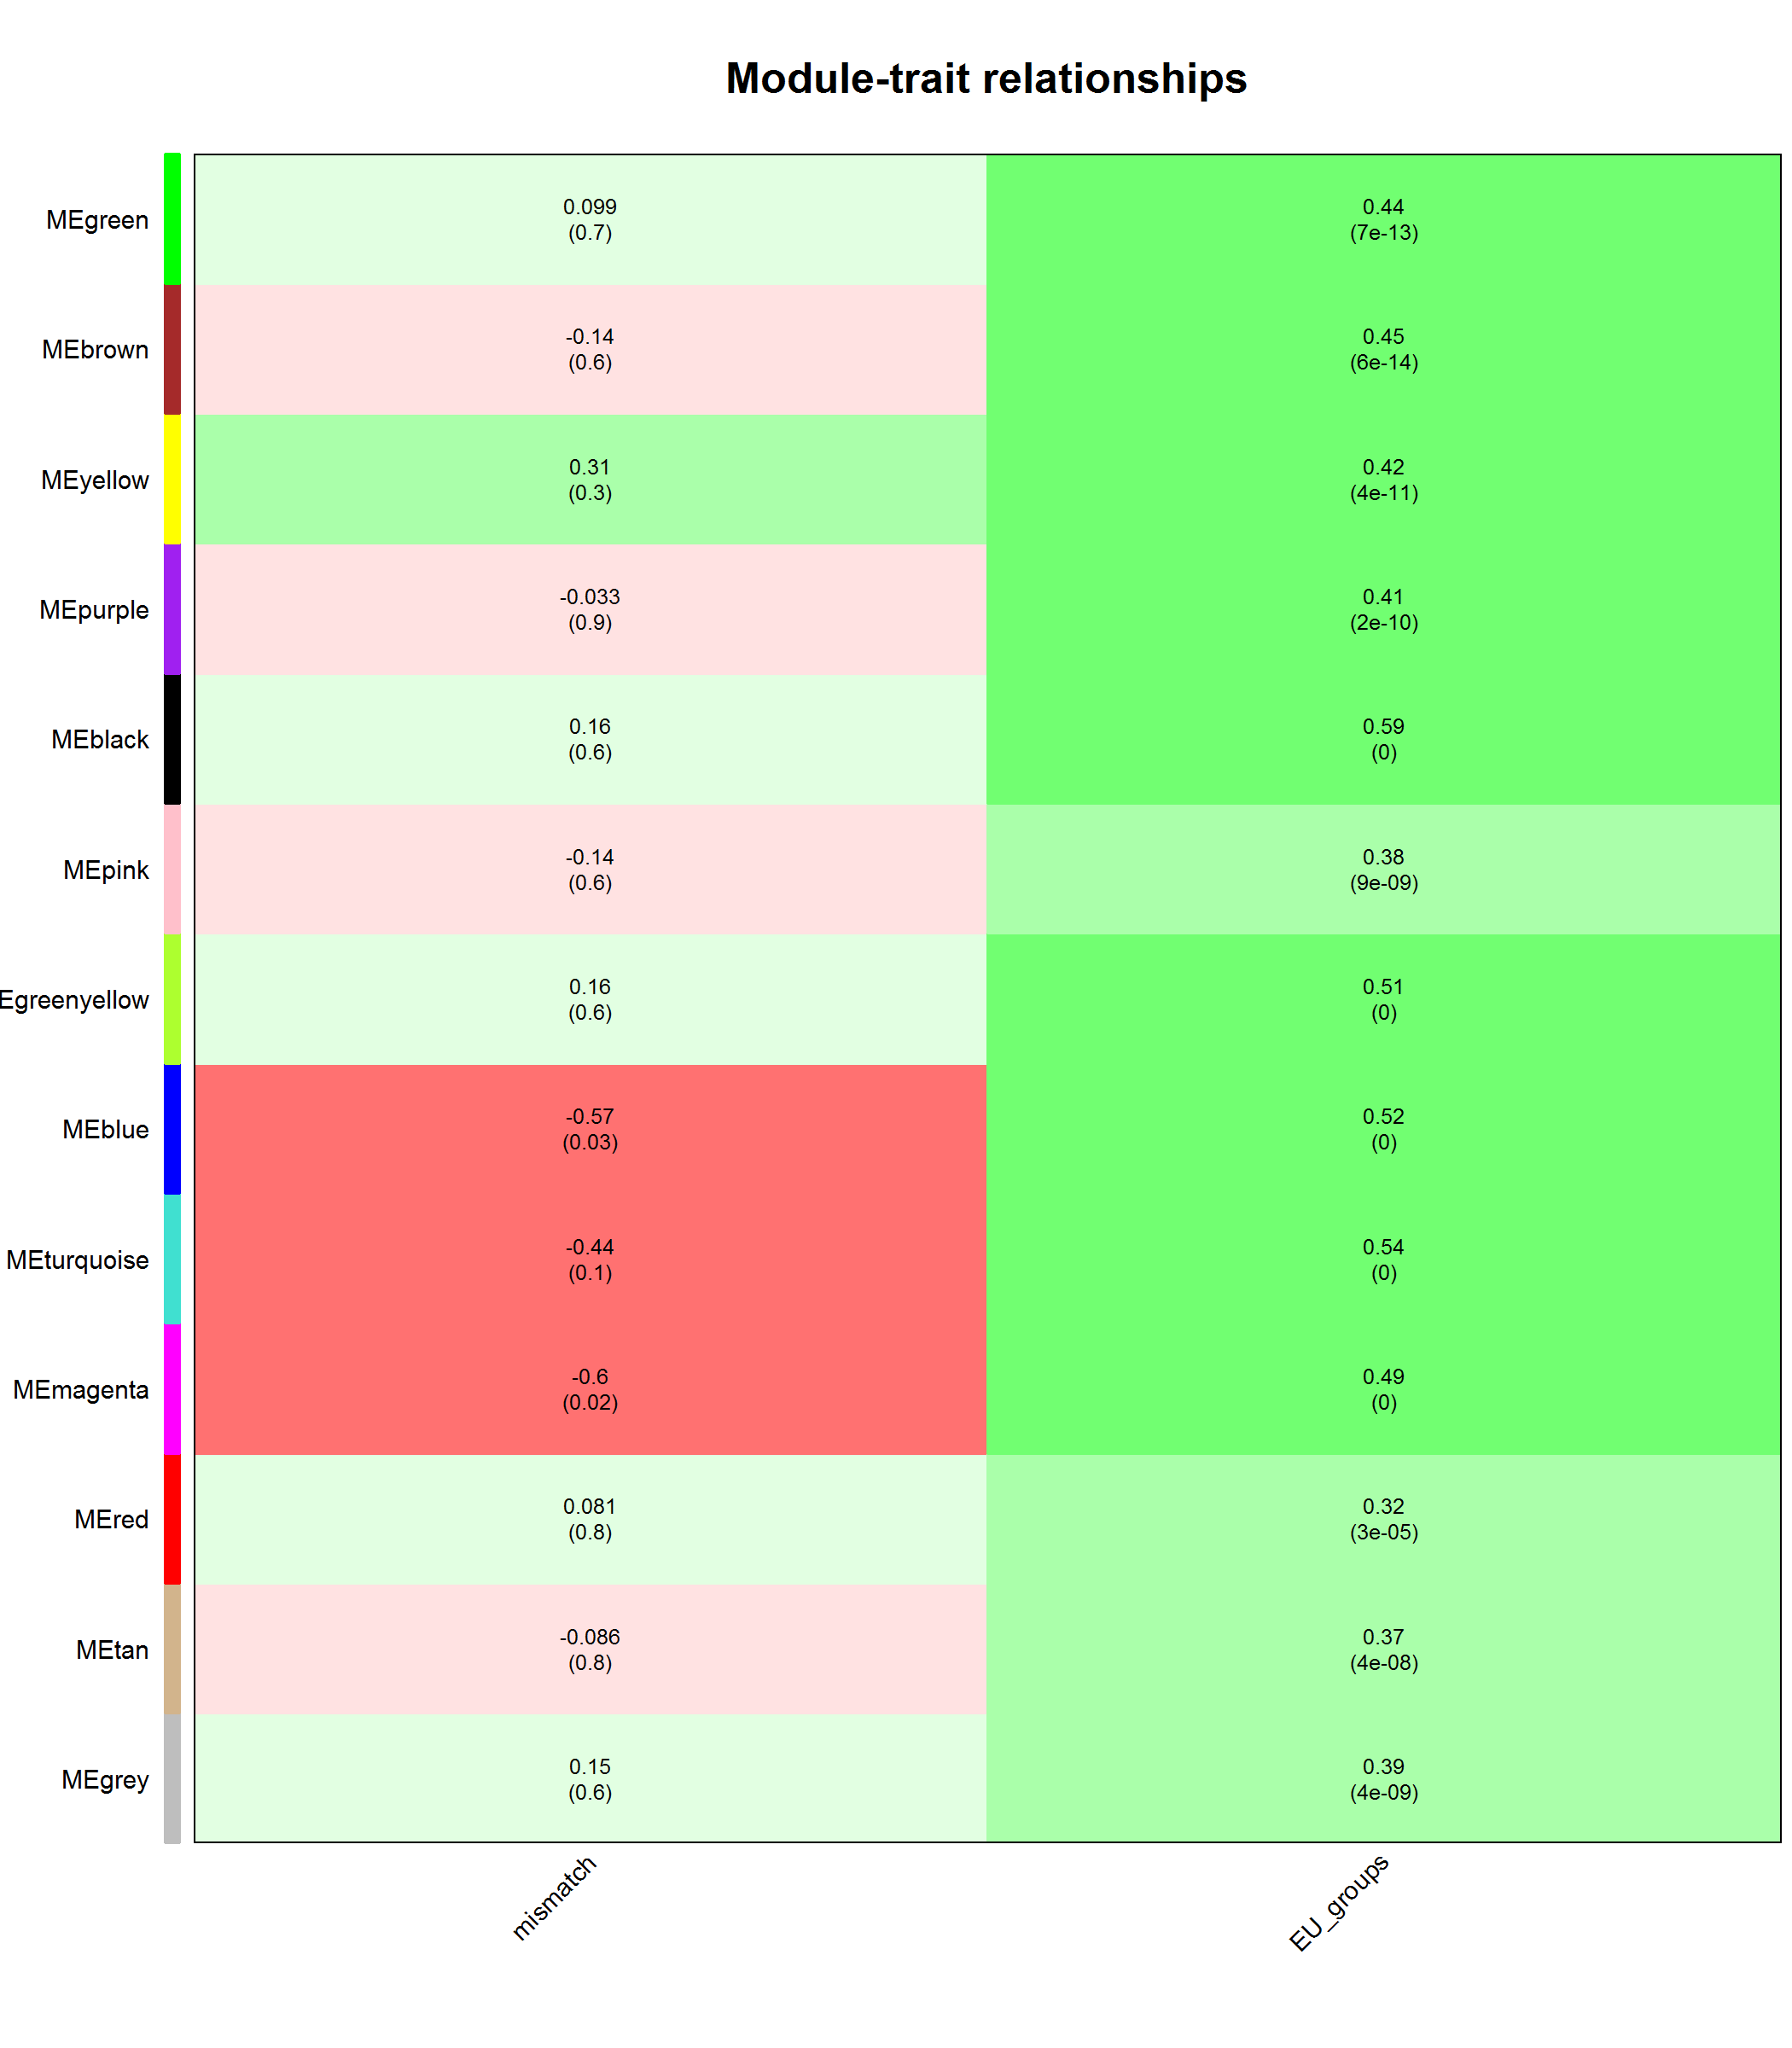 Module-trait relationships
MEgreen
0.099
(0.7)
0.44
(7e-13)
MEbrown
-0.14
(0.6)
0.45
(6e-14)
MEyellow
0.31
(0.3)
0.42
(4e-11)
MEpurple
-0.033
(0.9)
0.41
(2e-10)
MEblack
0.16
(0.6)
0.59
(0)
MEpink
-0.14
(0.6)
0.38
(9e-09)
Egreenyellow
0.16
(0.6)
0.51
(0)
MEblue
-0.57
(0.03)
0.52
(0)
MEturquoise
-0.44
(0.1)
0.54
(0)
MEmagenta
-0.6
(0.02)
0.49
(0)
MEred
0.081
(0.8)
0.32
(3e-05)
MEtan
-0.086
(0.8)
0.37
(4e-08)
MEgrey
0.15
(0.6)
0.39
(4e-09)
mismatch
EU_groups